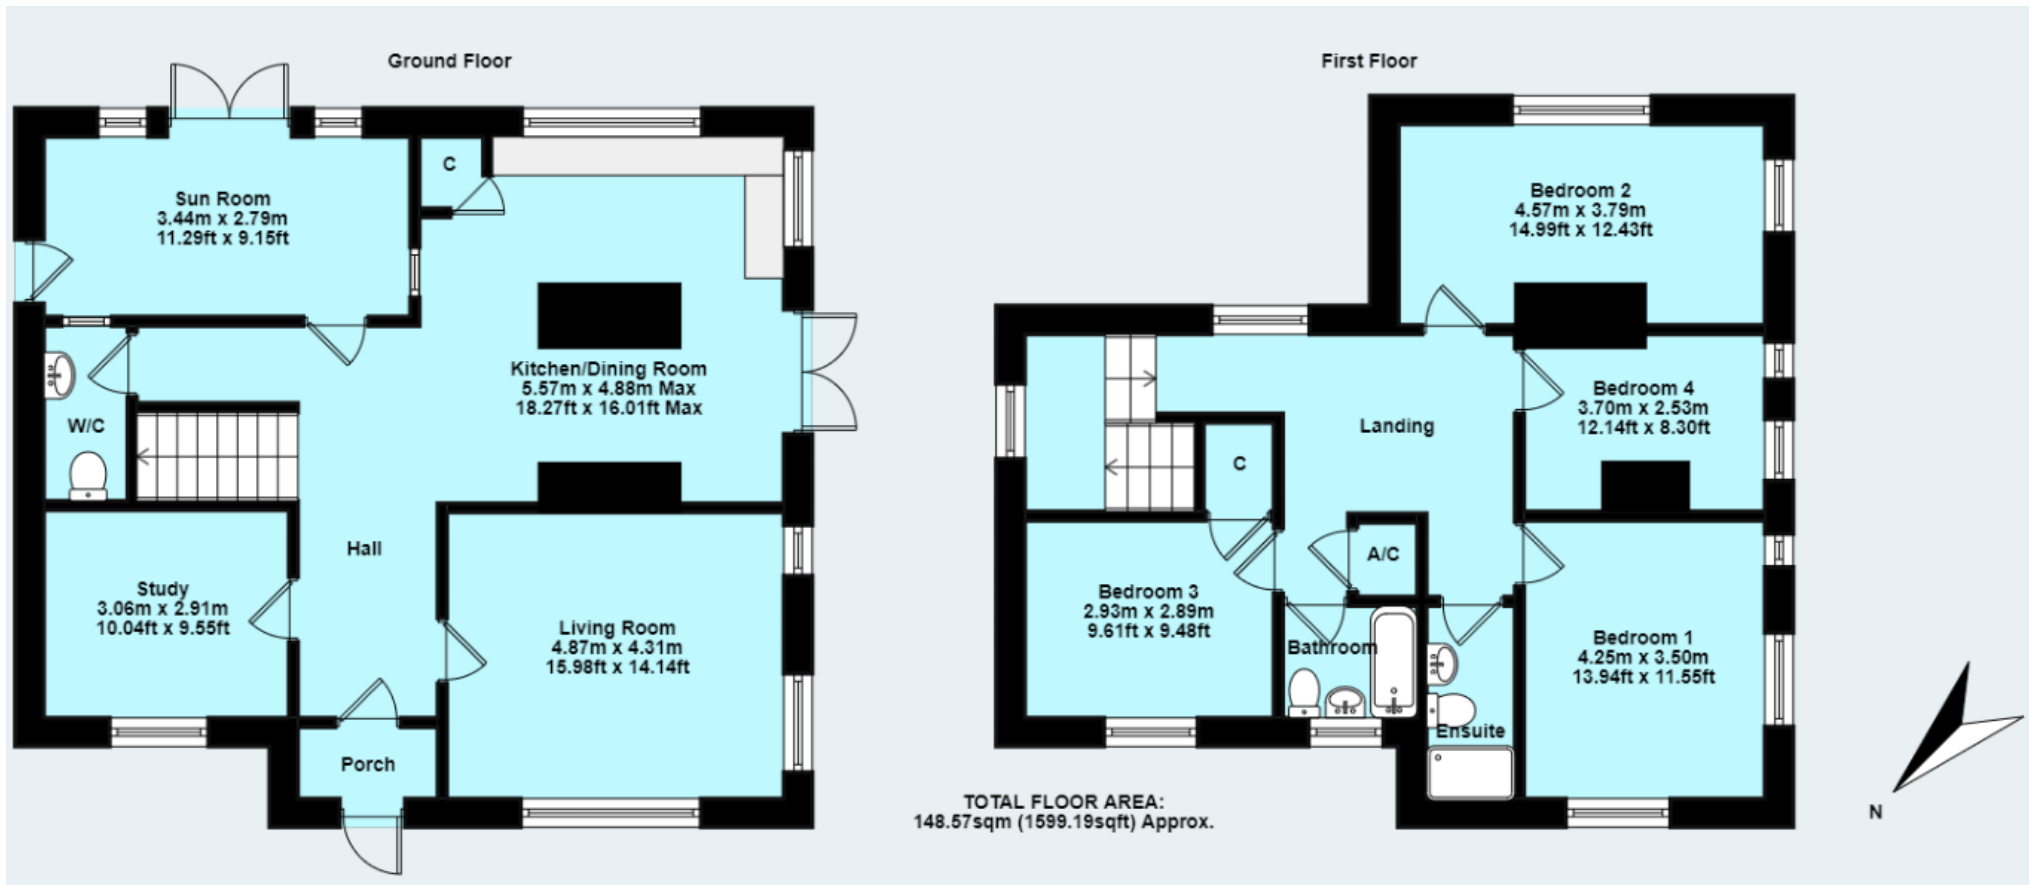 Ground Floor
First Floor
C
Sun Room
3.44m x 2.79m
11.29ft x 9.15ft
Kitchen/Dining Room
5.57m x 4.88m Max
18.27ft x 16.01ft Max
W/C
Hall
Study
3.06m x 2.91m
10.04ft x 9.55ft
Living Room
4.87m x 4.31m
15.98ft x 14.14ft
Porch
Bedroom 2
4.57m x 3.79m
14.99ft x 12.43ft
Bedroom 4
3.70m x 2.53m
12.14ft x 8.30ft
Landing
C
A/C
Bedroom 3
2.93m x 2.89m
9.61ft x 9.48ft
Bathroom
Bedroom 1
4.25m x 3.50m
13.94ft x 11.55ft
Ensuite
TOTAL FLOOR AREA:
148.57sqm (1599.19sqft) Approx.
N